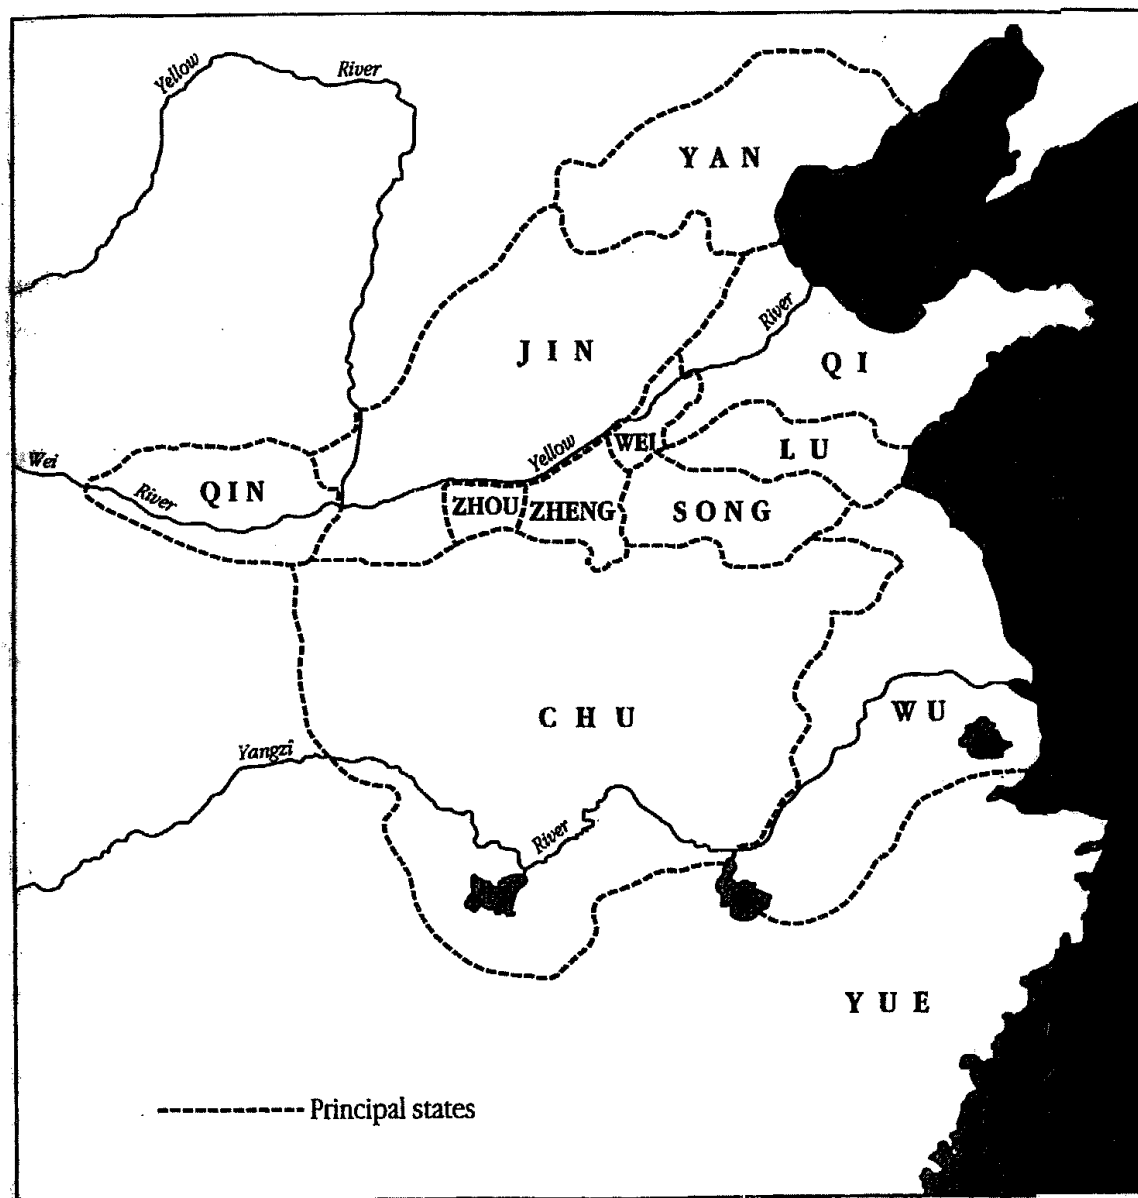 Yellow
River
YAN
River
JIN
QI
Yellow
WEI
LU
Wei
River
QIN
ZHOU
ZHENG
SONG
CHU
WU
Yangzî
River
YUE
Principal states